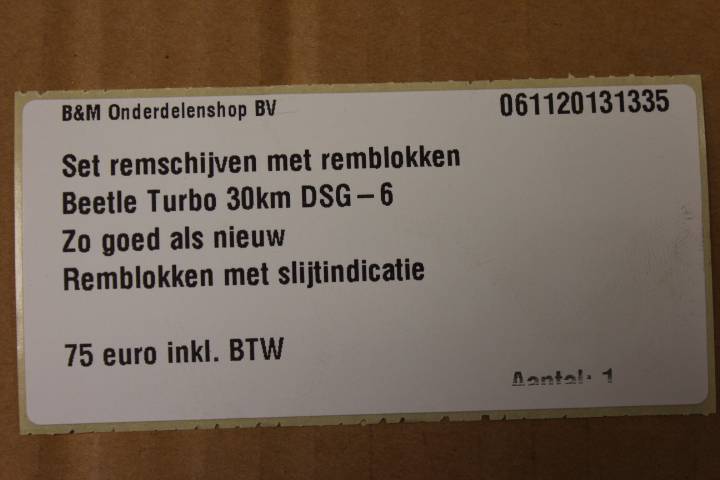 B&M Onderdelenshop BV 061120131335
Set remschijven met remblokken
Beetle Turbo 30km DSG – 6
Zo goed als nieuw
Remblokken met slijtindicatie
75 euro inkl. BTW
Aantal: 1